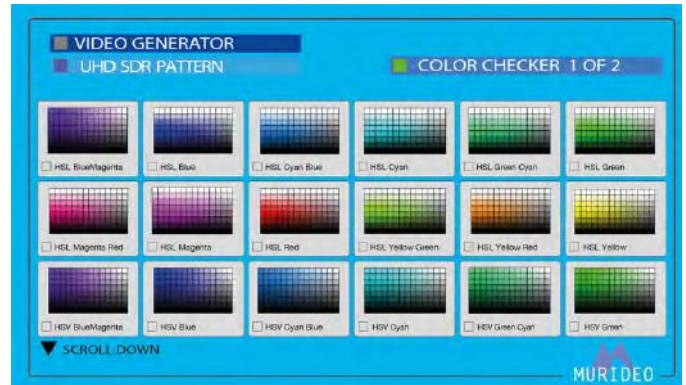 VIDEO GENERATOR
UHD SDR PATTERN
COLOR CHECKER 1 OF 2
HSL BlueMagenta
HSL Blue
HSL Cyan Blue
HSL Cyan
HSL Green Cyan
HSL Green
HSL Magenta Red
HSL Magenta
HSL Red
HSL Yellow Green
HSL Yellow Red
HSL Yellow
HSV BlueMagenta
HSV Blue
HSV Cyan Blue
HSV Cyan
HSV Green Cyan
HSV Green
SCROLL DOWN
MURIDEO